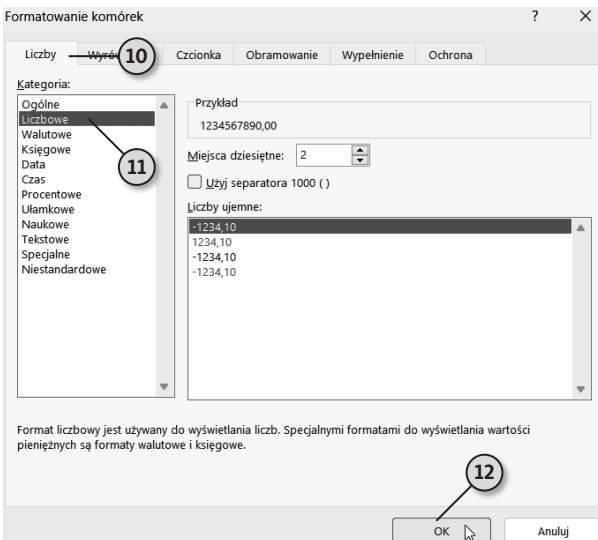 Formatowanie komórek ? X
Liczby 10 Czcionka Obramowanie Wypełnienie Ochrona
Kategoria:
Ogólne
Liczbowe
Walutowe
Księgowe
Data
Czas
Procentowe
Ułamkowe
Naukowe
Tekstowe
Specjalne
Niestandardowe
11
Przykład
1234567890,00
Miejsca dziesiętne: 2
Użyj separatora 1000 ( )
Liczby ujemne:
-1234,10
1234,10
-1234,10
-1234,10
Format liczbowy jest używany do wyświetlania liczb. Specjalnymi formatami do wyświetlania wartości
pieniężnych są formaty walutowe i księgowe.
12
OK Anuluj